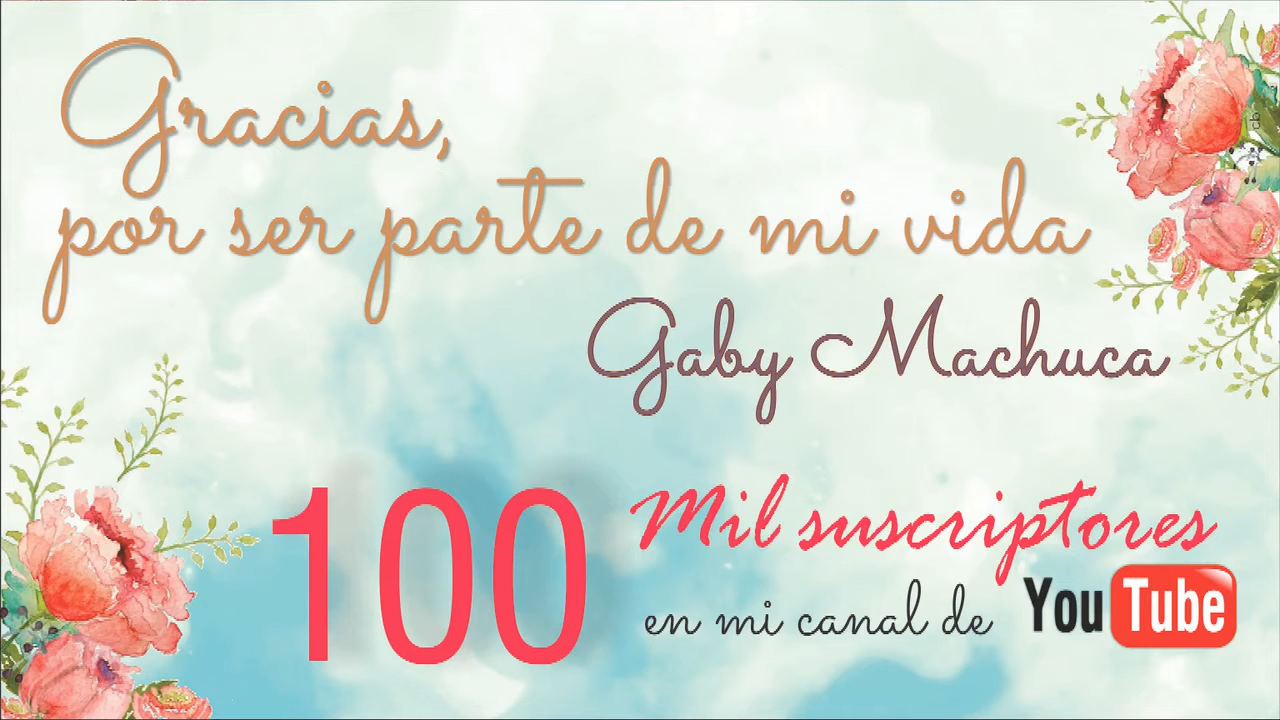 Gracias,
por ser parte de mi vida
Gaby Machuca
100 Mil suscriptores
en mi canal de YouTube